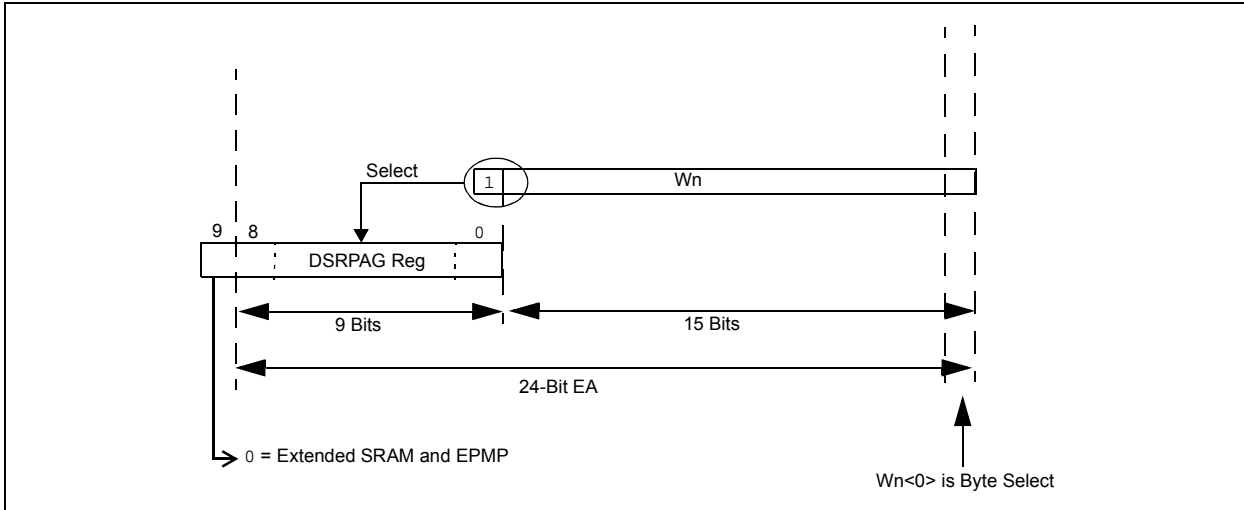 Select
1
Wn
9
8
0
DSRPAG Reg
9 Bits
15 Bits
24-Bit EA
0 = Extended SRAM and EPMP
Wn<0> is Byte Select